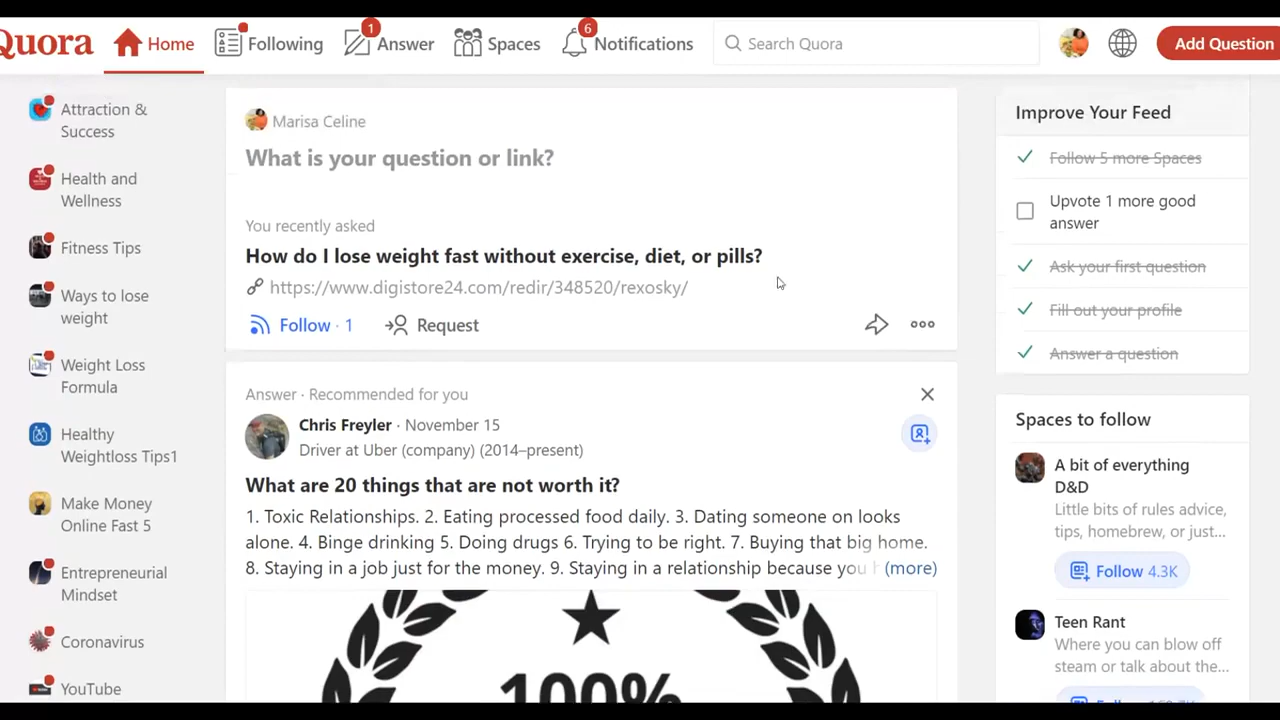 Quora
Home
Following
1
Answer
Spaces
6
Notifications
Search Quora
Add Question
Attraction &
Success
Health and
Wellness
Fitness Tips
Ways to lose
weight
Weight Loss
Formula
Healthy
Weightloss Tips1
Make Money
Online Fast 5
Entrepreneurial
Mindset
Coronavirus
YouTube
Marisa Celine
What is your question or link?
You recently asked
How do I lose weight fast without exercise, diet, or pills?
https://www.digistore24.com/redir/348520/rexosky/
Follow · 1
Request
Answer · Recommended for you
Chris Freyler · November 15
Driver at Uber (company) (2014–present)
What are 20 things that are not worth it?
1. Toxic Relationships. 2. Eating processed food daily. 3. Dating someone on looks
alone. 4. Binge drinking 5. Doing drugs 6. Trying to be right. 7. Buying that big home.
8. Staying in a job just for the money. 9. Staying in a relationship because you (more)
100%
Improve Your Feed
Follow 5 more Spaces
Upvote 1 more good
answer
Ask your first question
Fill out your profile
Answer a question
Spaces to follow
A bit of everything
D&D
Little bits of rules advice,
tips, homebrew, or just...
Follow 4.3K
Teen Rant
Where you can blow off
steam or talk about the...